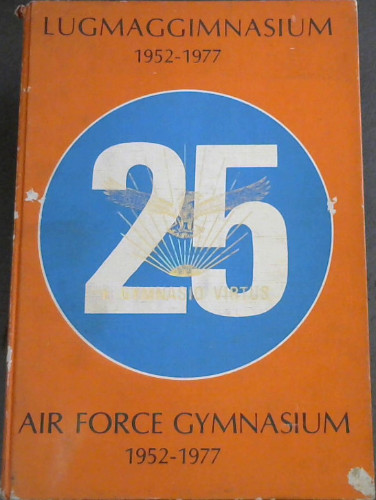 LUGMAGGIMNASIUM
1952-1977
25
GYMNASIO VIRTUS
AIR FORCE GYMNASIUM
1952-1977